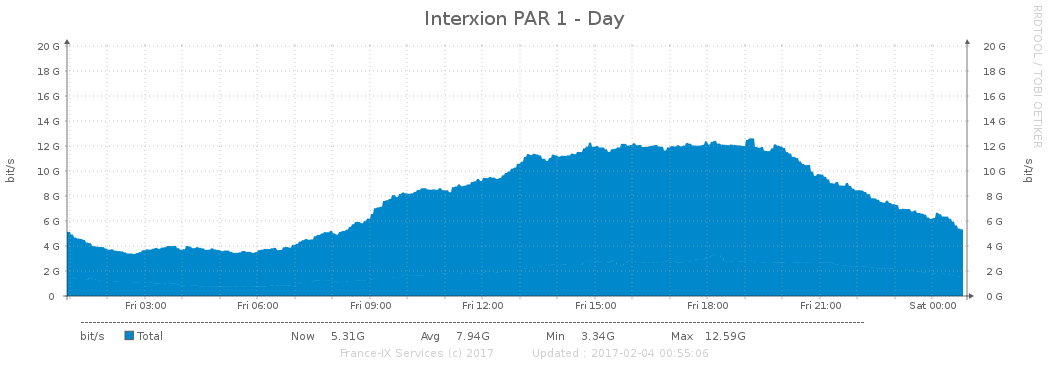 Interxion PAR 1 - Day
RRDTOOL / TOBI OETIKER
bit/s
20 G 20 G
18 G 18 G
16 G 16 G
14 G 14 G
12 G 12 G
10 G 10 G
8 G 8 G
6 G 6 G
4 G 4 G
2 G 2 G
0 0 G
bit/s
Fri 03:00 Fri 06:00 Fri 09:00 Fri 12:00 Fri 15:00 Fri 18:00 Fri 21:00 Sat 00:00
bit/s Total Now 5.31G Avg 7.94G Min 3.34G Max 12.59G
France-IX Services (c) 2017 Updated : 2017-02-04 00:55:06